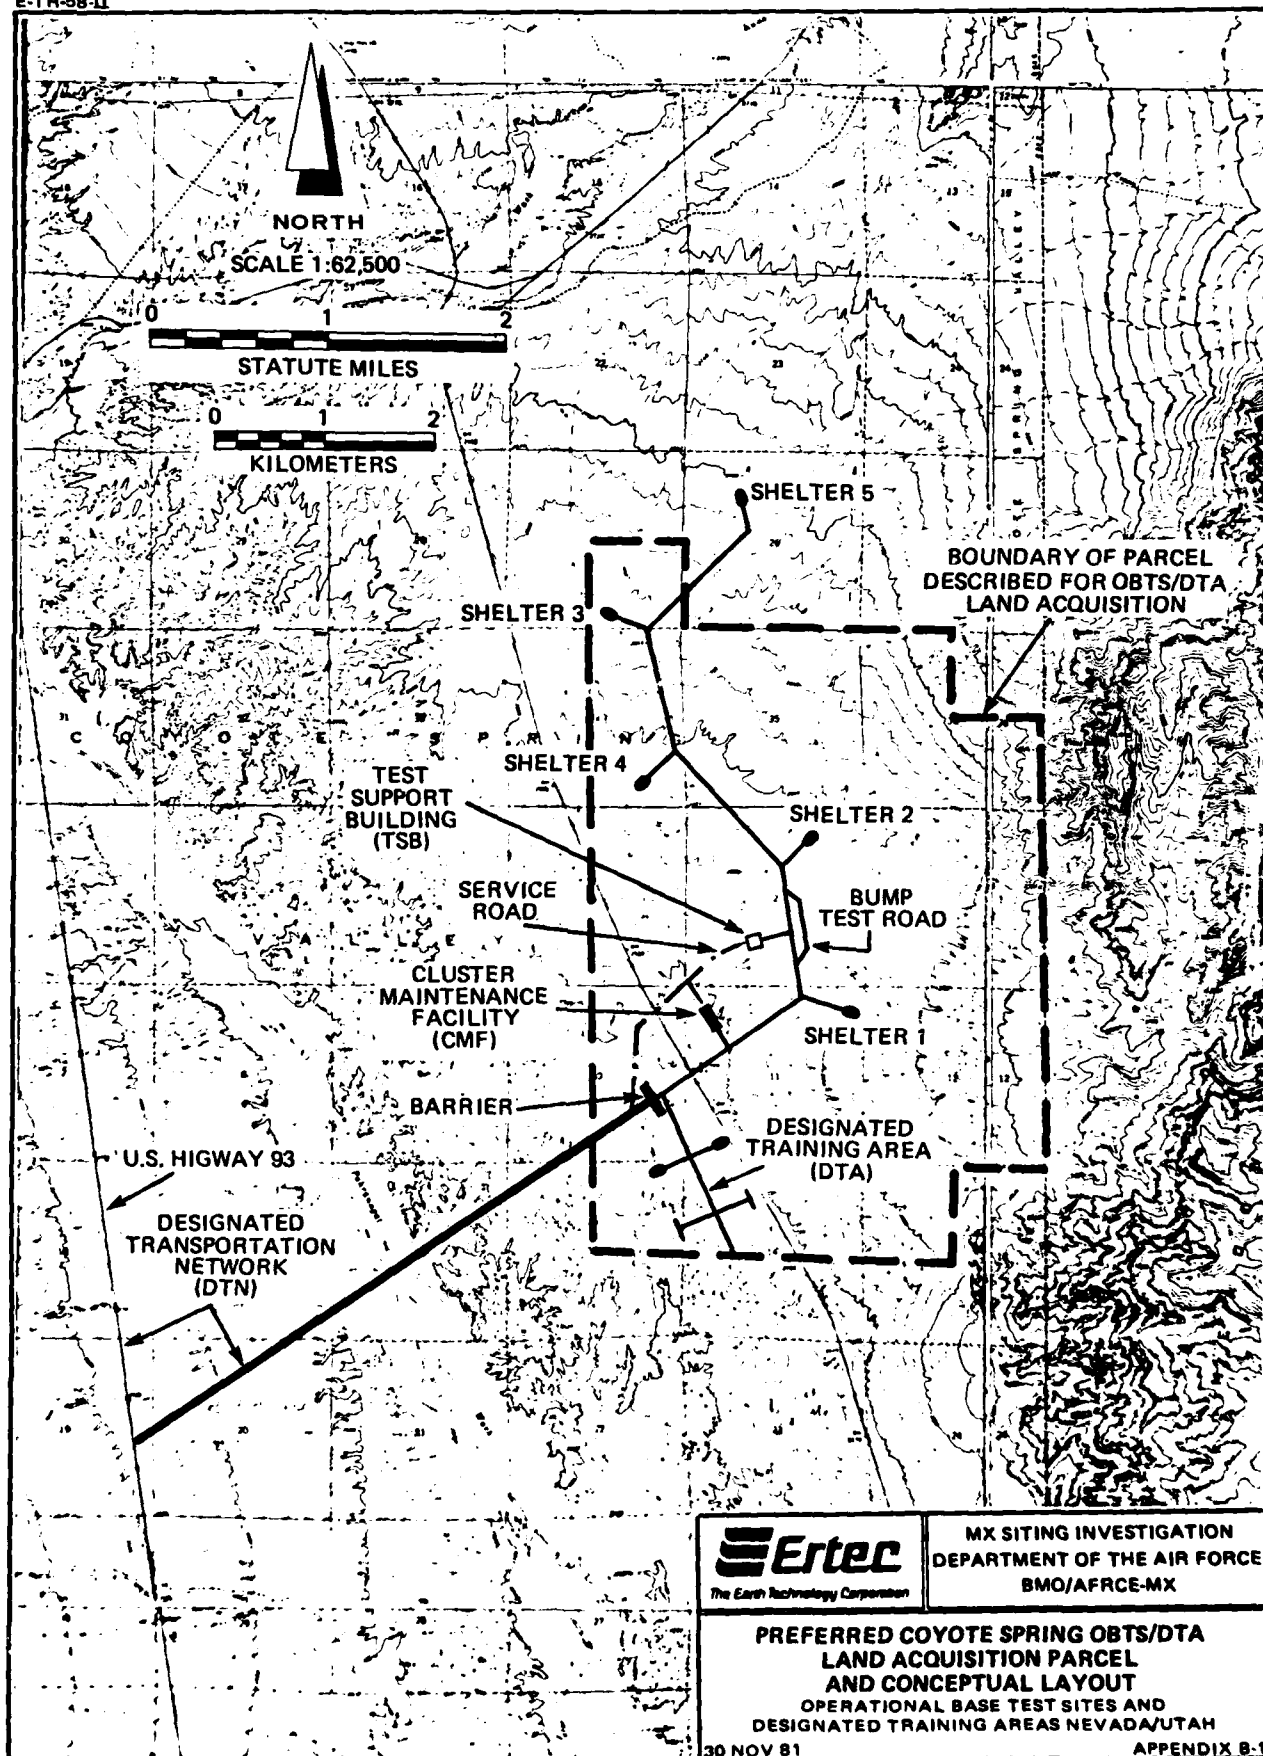 E-TR-58-II
NORTH
SCALE 1:62,500
0 1 2
STATUTE MILES
0 1 2
KILOMETERS
SHELTER 5
BOUNDARY OF PARCEL
DESCRIBED FOR OBTS/DTA
LAND ACQUISITION
SHELTER 3
C O Y O T E S P R I N
SHELTER 4
TEST
SUPPORT
BUILDING
(TSB)
SHELTER 2
SERVICE
ROAD
BUMP
TEST ROAD
V A L L E Y
CLUSTER
MAINTENANCE
FACILITY
(CMF)
SHELTER 1
BARRIER
DESIGNATED
TRAINING AREA
(DTA)
U.S. HIGWAY 93
DESIGNATED
TRANSPORTATION
NETWORK
(DTN)
Ertec
The Earth Technology Corporation
MX SITING INVESTIGATION
DEPARTMENT OF THE AIR FORCE
BMO/AFRCE-MX
PREFERRED COYOTE SPRING OBTS/DTA
LAND ACQUISITION PARCEL
AND CONCEPTUAL LAYOUT
OPERATIONAL BASE TEST SITES AND
DESIGNATED TRAINING AREAS NEVADA/UTAH
30 NOV 81
APPENDIX B-1